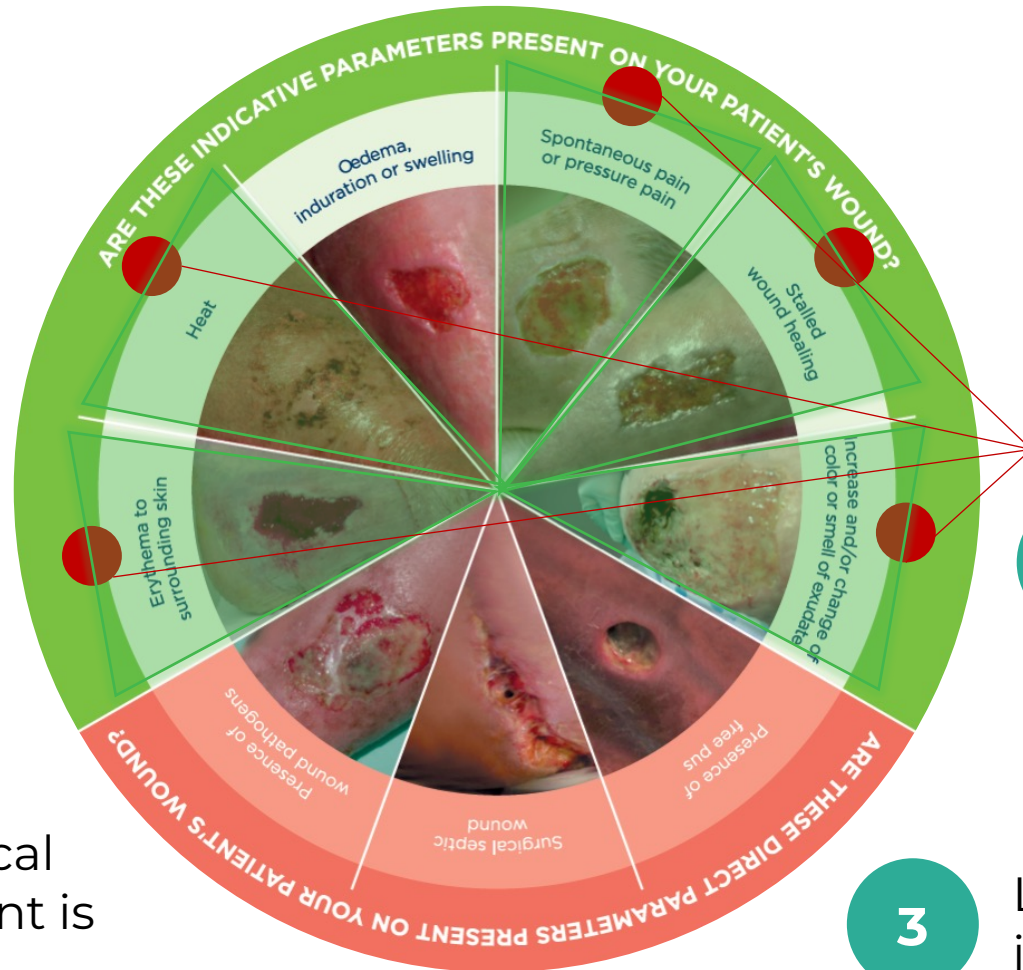 ARE THESE INDICATIVE PARAMETERS PRESENT ON YOUR PATIENT'S WOUND?
Oedema,
induration or swelling
Spontaneous pain
or pressure pain
Heat
Stalled
wound healing
Erythema to
surrounding skin
Increase and/or change of
color or smell of exudate
Presence of
wound pathogens
Surgical septic
wound
Presence of
free pus
ARE THESE DIRECT PARAMETERS PRESENT ON YOUR PATIENT'S WOUND?
cal
nt is
3